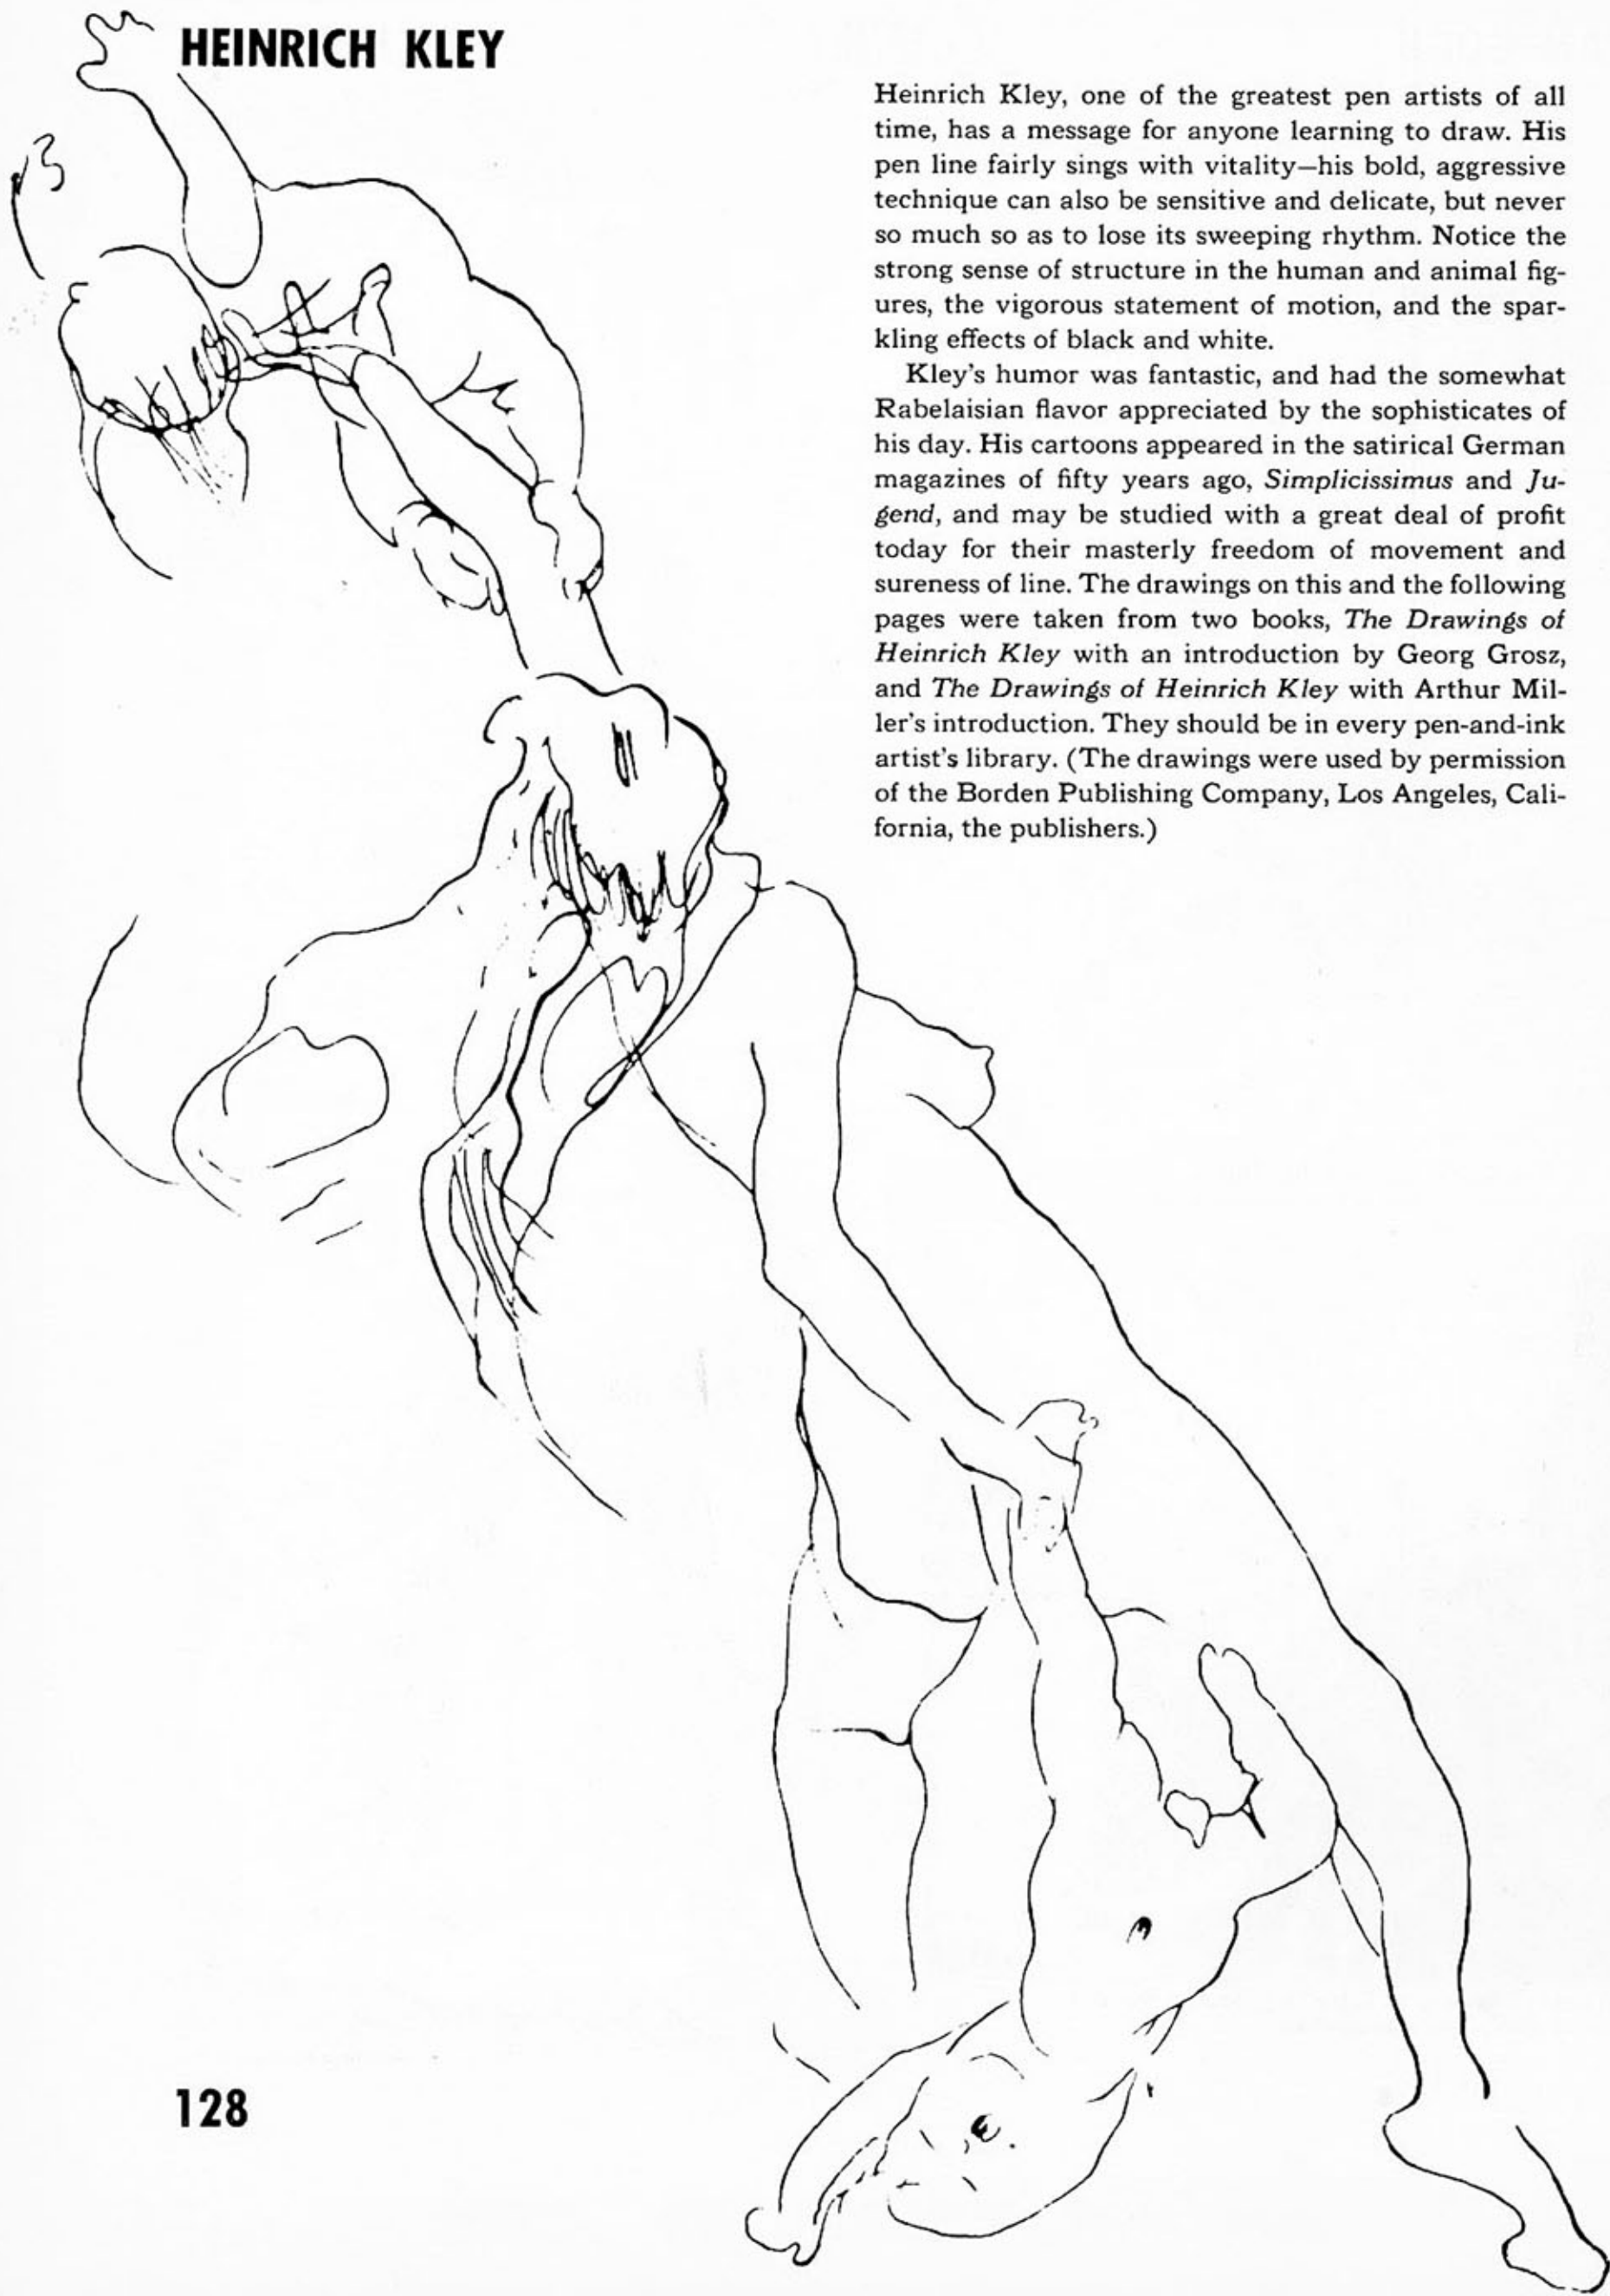 HEINRICH KLEY
Heinrich Kley, one of the greatest pen artists of all
time, has a message for anyone learning to draw. His
pen line fairly sings with vitality—his bold, aggressive
technique can also be sensitive and delicate, but never
so much so as to lose its sweeping rhythm. Notice the
strong sense of structure in the human and animal fig-
ures, the vigorous statement of motion, and the spar-
kling effects of black and white.
Kley's humor was fantastic, and had the somewhat
Rabelaisian flavor appreciated by the sophisticates of
his day. His cartoons appeared in the satirical German
magazines of fifty years ago, Simplicissimus and Ju-
gend, and may be studied with a great deal of profit
today for their masterly freedom of movement and
sureness of line. The drawings on this and the following
pages were taken from two books, The Drawings of
Heinrich Kley with an introduction by Georg Grosz,
and The Drawings of Heinrich Kley with Arthur Mil-
ler's introduction. They should be in every pen-and-ink
artist's library. (The drawings were used by permission
of the Borden Publishing Company, Los Angeles, Cali-
fornia, the publishers.)
128